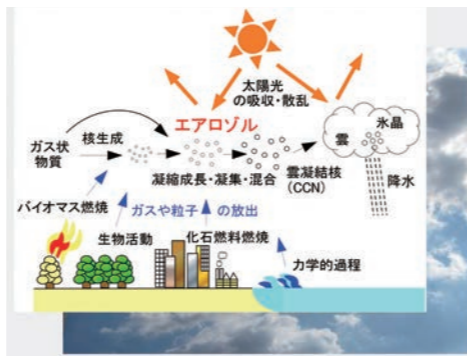 太陽光
の吸収・散乱
エアロゾル
ガス状
物質
核生成
凝縮成長・凝集・混合
雲凝結核
(CCN)
雲
氷晶
降水
バイオマス燃焼
ガスや粒子の放出
生物活動
化石燃料燃焼
力学的過程